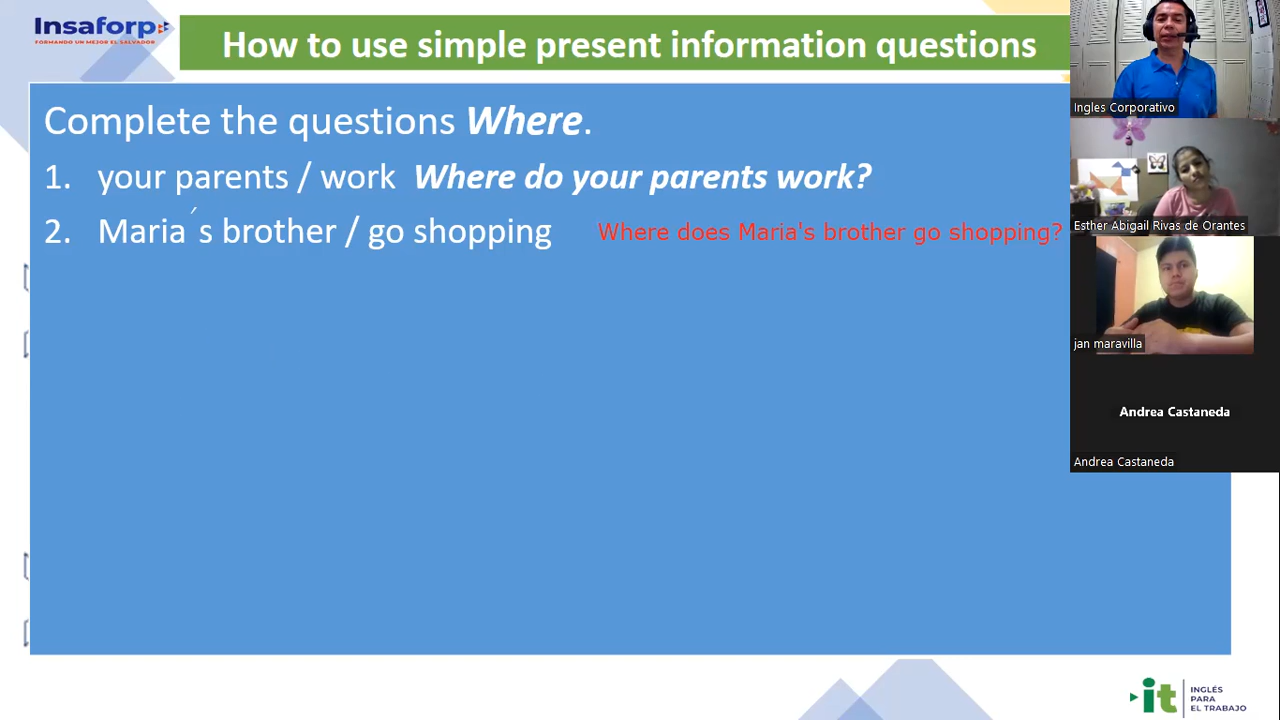 Insaforp
FORMANDO UN MEJOR EL SALVADOR
How to use simple present information questions
Complete the questions Where.
1. your parents / work Where do your parents work?
2. Maria´s brother / go shopping Where does Maria's brother go shopping?
Ingles Corporativo
Esther Abigail Rivas de Orantes
jan maravilla
Andrea Castaneda
Andrea Castaneda
it
INGLÉS
PARA
EL TRABAJO